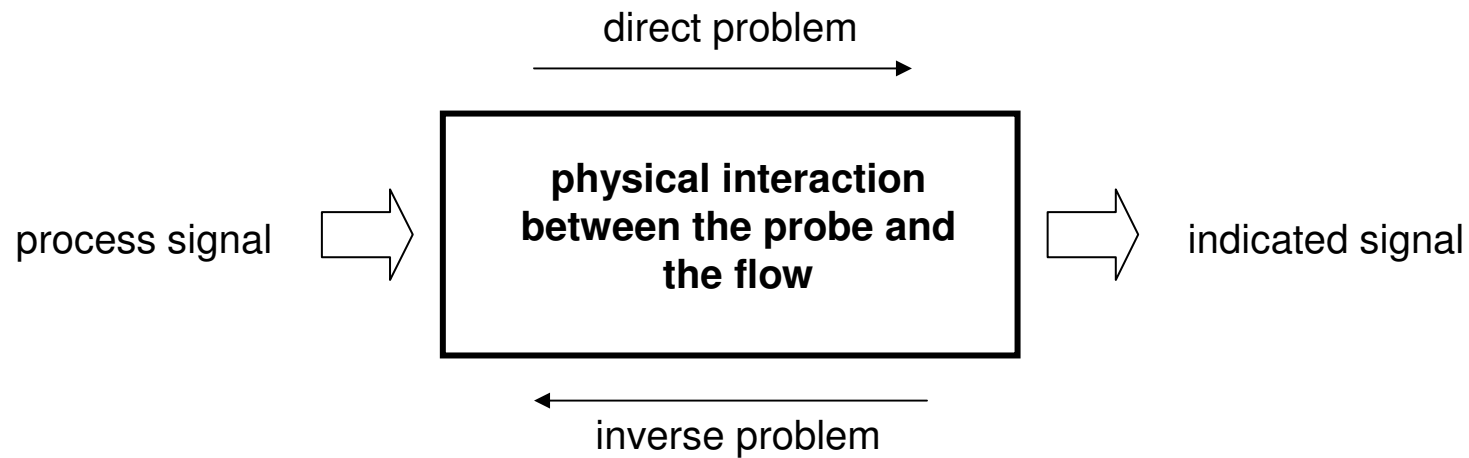 direct problem
physical interaction
between the probe and
the flow
process signal
indicated signal
inverse problem